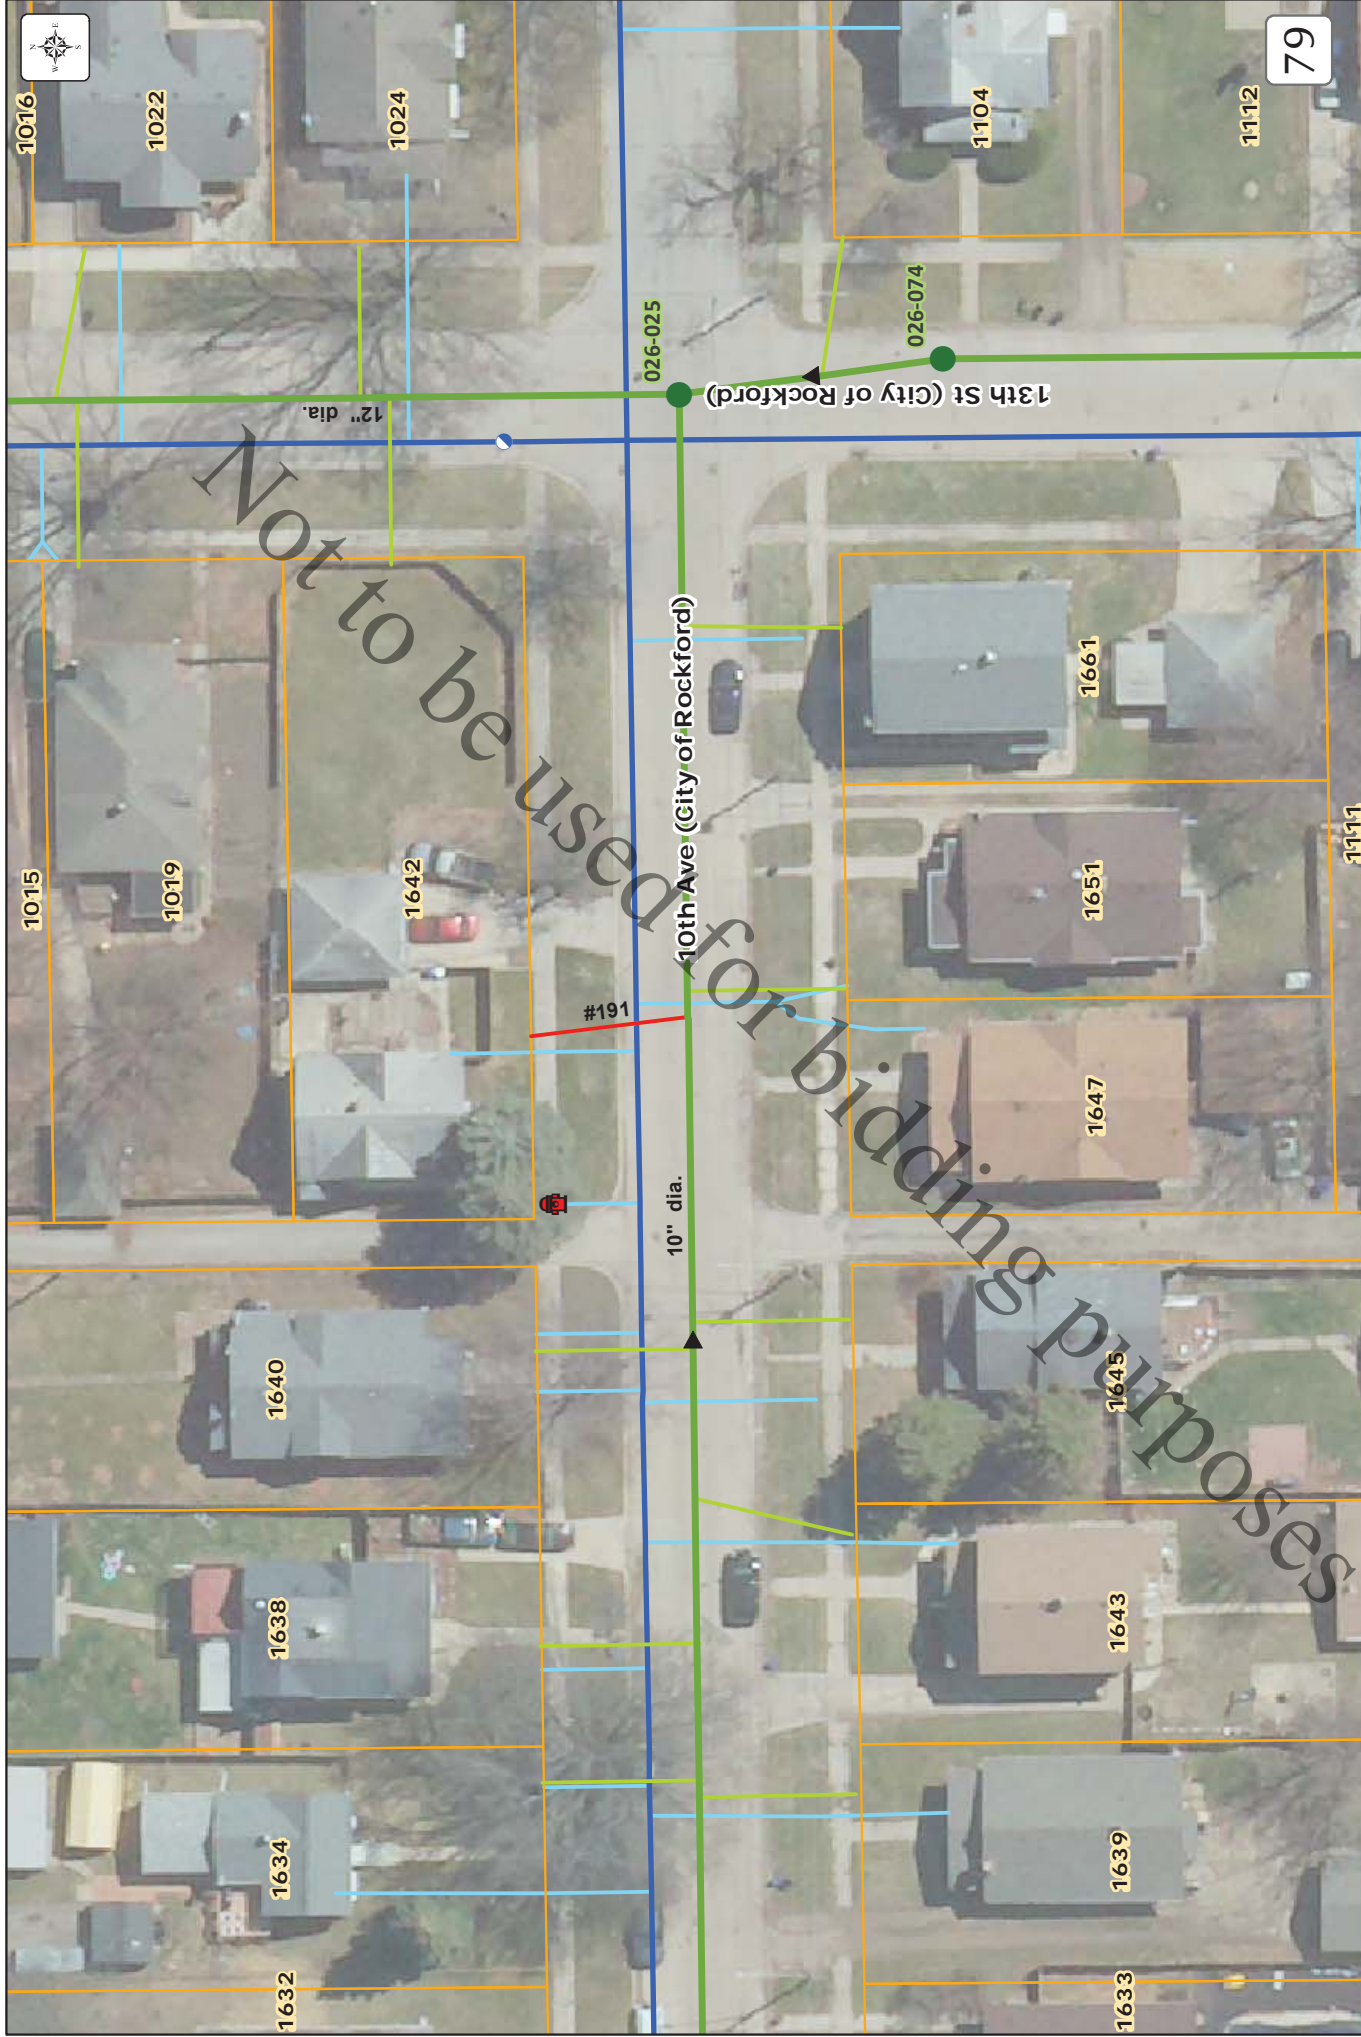 N
E
S
W
79
1016
1022
1024
1104
1112
026-025
026-074
12" dia.
13th St (City of Rockford)
10th Ave (City of Rockford)
1015
1019
1642
1661
1651
1111
#191
1647
10" dia.
1640
1645
1638
1643
1634
1639
1632
1633
Not to be used for bidding purposes